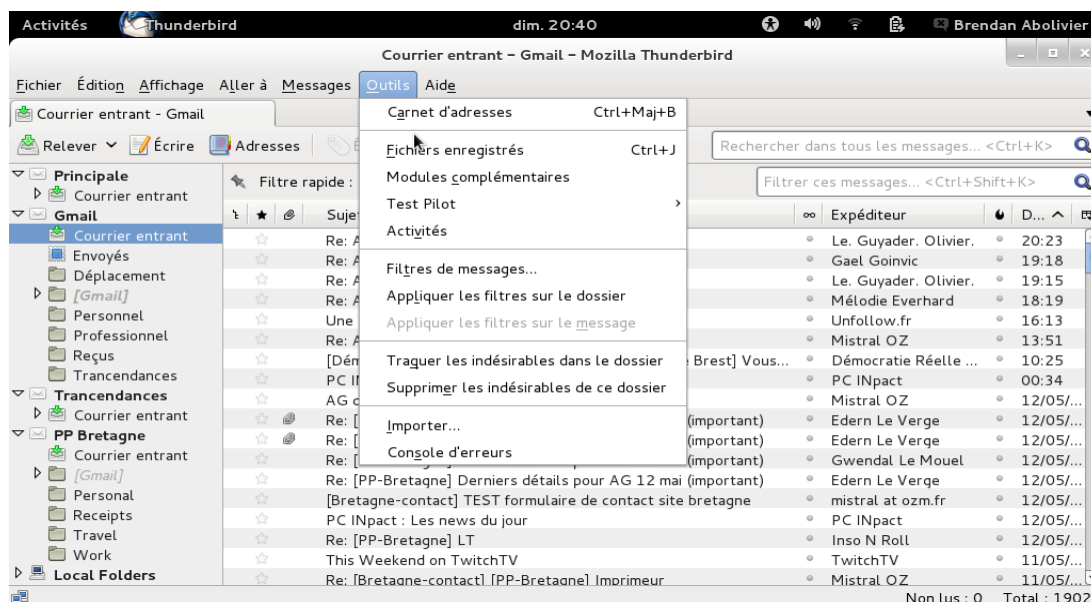 Activités Thunderbird dim. 20:40 Brendan Abolivier
Courrier entrant – Gmail – Mozilla Thunderbird
Fichier Édition Affichage Aller à Messages Outils Aide
Courrier entrant - Gmail
Relever Écrire Adresses Rechercher dans tous les messages... <Ctrl+K>
Filtre rapide : Filtrer ces messages... <Ctrl+Shift+K>
Carnet d'adresses Ctrl+Maj+B
Fichiers enregistrés Ctrl+J
Modules complémentaires
Test Pilot
Activités
Filtres de messages...
Appliquer les filtres sur le dossier
Appliquer les filtres sur le message
Traquer les indésirables dans le dossier
Supprimer les indésirables de ce dossier
Importer...
Console d'erreurs
Principale
Courrier entrant
Gmail
Courrier entrant
Envoyés
Déplacement
[Gmail]
Personnel
Professionnel
Reçus
Trancendances
Trancendances
Courrier entrant
PP Bretagne
Courrier entrant
[Gmail]
Personal
Receipts
Travel
Work
Local Folders
Suje Expéditeur D...
Re: A Le. Guyader. Olivier. 20:23
Re: A Gael Goinvic 19:18
Re: A Le. Guyader. Olivier. 19:15
Re: A Mélodie Everhard 18:19
Une Unfollow.fr 16:13
Re: A Mistral OZ 13:51
[Dém Brest] Vous... Démocratie Réelle ... 10:25
PC I PC INpact 00:34
AG Mistral OZ 12/05/...
Re: [ (important) Edern Le Verge 12/05/...
Re: [ (important) Edern Le Verge 12/05/...
Re: [ (important) Gwendal Le Mouel 12/05/...
Re: [PP-Bretagne] Derniers détails pour AG 12 mai (important) Edern Le Verge 12/05/...
[Bretagne-contact] TEST formulaire de contact site bretagne mistral at ozm.fr 12/05/...
PC INpact : Les news du jour PC INpact 12/05/...
Re: [PP-Bretagne] LT Inso N Roll 12/05/...
This Weekend on TwitchTV TwitchTV 11/05/...
Re: [Bretagne-contact] [PP-Bretagne] Imprimeur Mistral OZ 11/05/...
Non lus : 0 Total : 1902